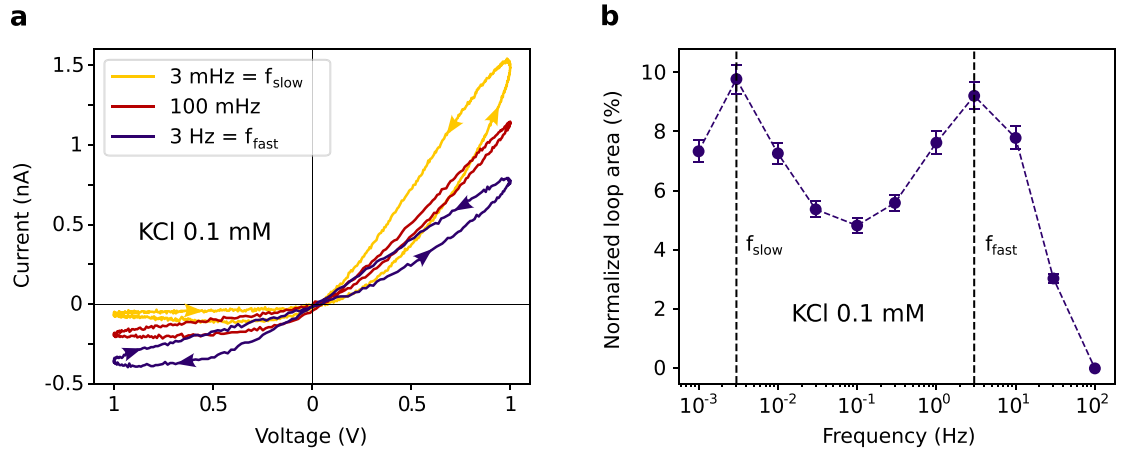 a
3 mHz = f_slow
100 mHz
3 Hz = f_fast
KCl 0.1 mM
Current (nA)
1.5
1
0.5
0
-0.5
1 0.5 0 0.5 1
Voltage (V)
b
Normalized loop area (%)
10
8
6
4
2
0
f_slow
f_fast
KCl 0.1 mM
10^-3 10^-2 10^-1 10^0 10^1 10^2
Frequency (Hz)